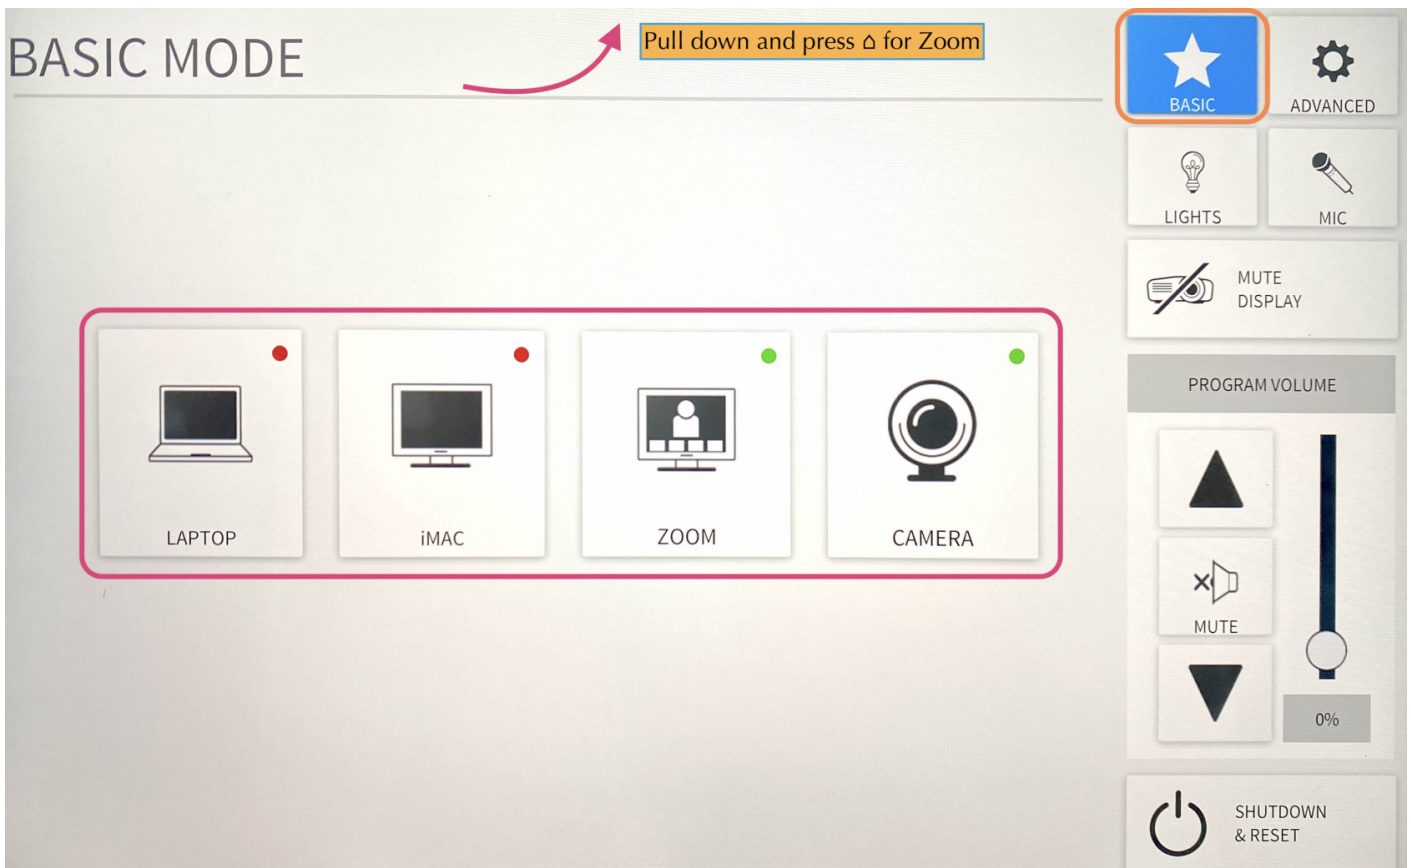 BASIC MODE
Pull down and press ⌂ for Zoom
BASIC
ADVANCED
LIGHTS
MIC
MUTE
DISPLAY
LAPTOP
iMAC
ZOOM
CAMERA
PROGRAM VOLUME
MUTE
0%
SHUTDOWN
& RESET